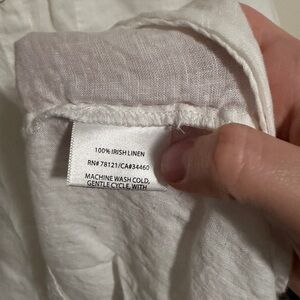 100% IRISH LINEN
RN# 78121/CA#34460
MACHINE WASH COLD,
GENTLE CYCLE, WITH